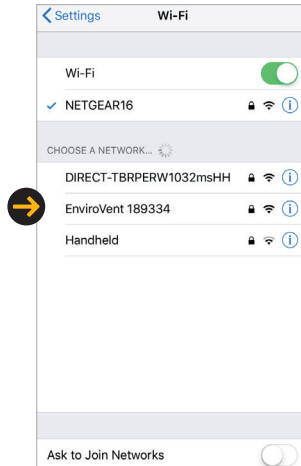 Settings Wi-Fi
Wi-Fi
NETGEAR16
CHOOSE A NETWORK...
DIRECT-TBRPERW1032msHH
EnviroVent 189334
Handheld
Ask to Join Networks